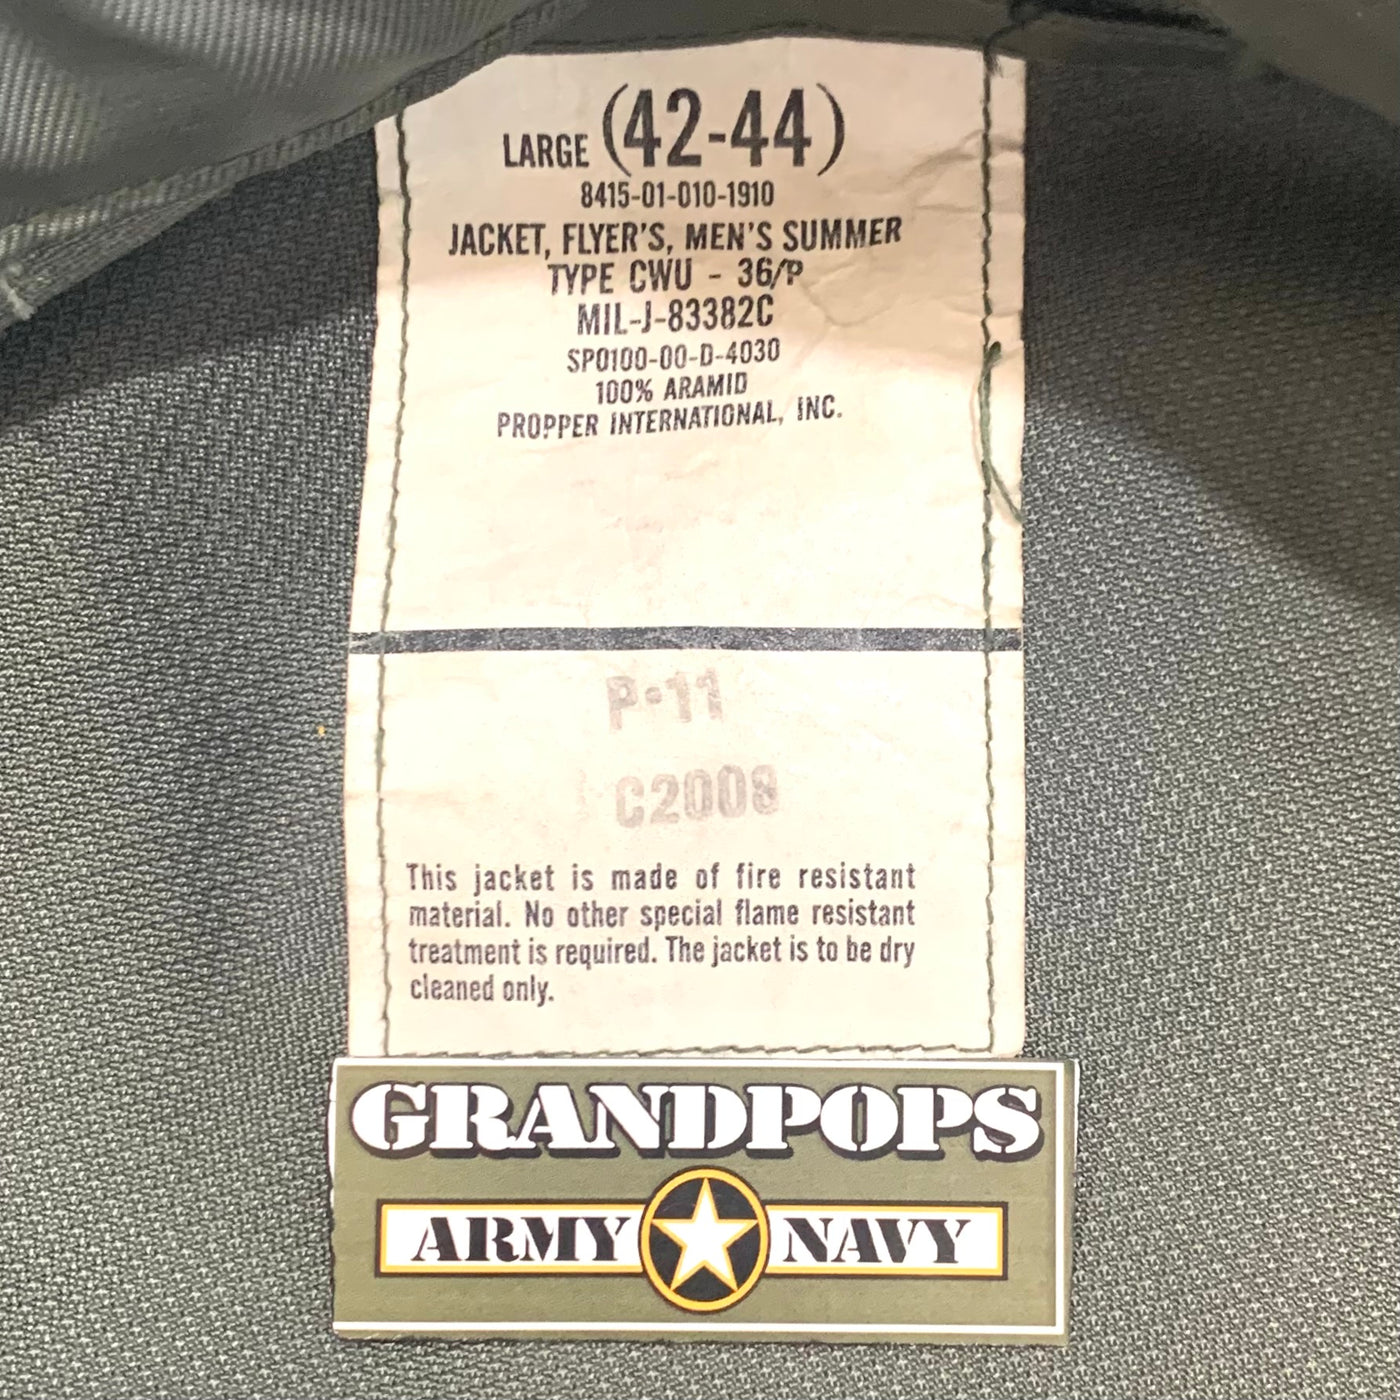 LARGE (42-44)
8415-01-010-1910
JACKET, FLYER'S, MEN'S SUMMER
TYPE CWU - 36/P
MIL-J-83382C
SP0100-00-D-4030
100% ARAMID
PROPPER INTERNATIONAL, INC.
P·11
C2008
This jacket is made of fire resistant
material. No other special flame resistant
treatment is required. The jacket is to be dry
cleaned only.
GRANDPOPS
ARMY NAVY